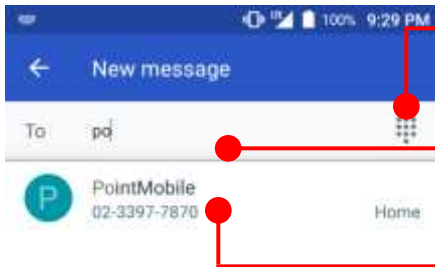 100% 9:29 PM
New message
To po
P
PointMobile
02-3397-7870 Home